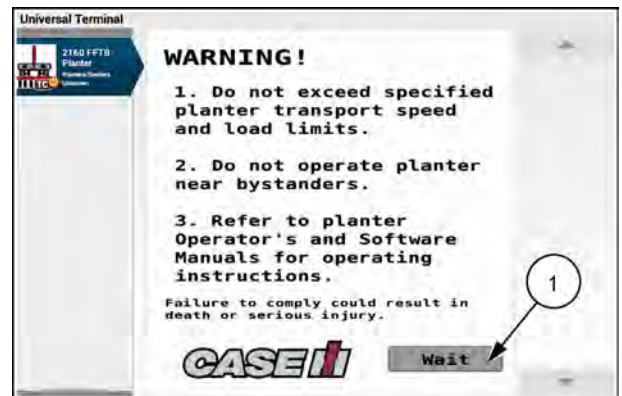 Universal Terminal
2160 FFTB
Planter
TC
WARNING!
1. Do not exceed specified
planter transport speed
and load limits.
2. Do not operate planter
near bystanders.
3. Refer to planter
Operator's and Software
Manuals for operating
instructions.
Failure to comply could result in
death or serious injury.
1
CASE IH
Wait